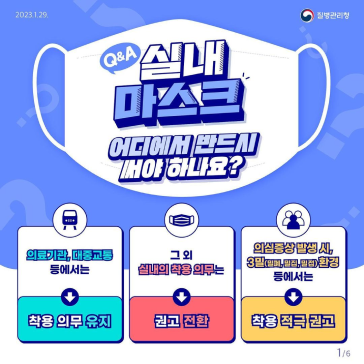 2023.1.29.
질병관리청
Q&A
실내
마스크
어디에서 반드시
써야 하나요?
의료기관, 대중교통
등에서는
착용 의무 유지
그 외
실내의 착용 의무는
권고 전환
의심증상 발생 시,
3밀(밀폐, 밀집, 밀접)환경
등에서는
착용 적극 권고
1/6